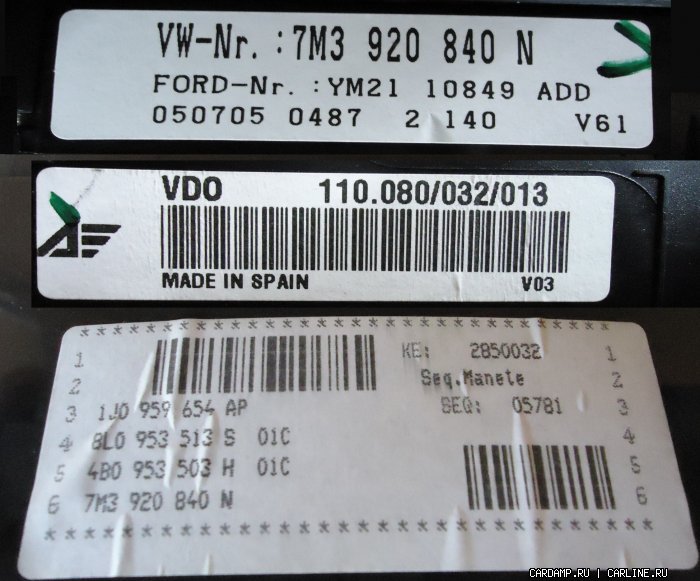 VW-Nr. :7M3 920 840 N
FORD-Nr. :YM21 10849 ADD
050705 0487 2 140 V61
VDO 110.080/032/013
MADE IN SPAIN V03
****************************
1 KE: 2850032 1
2 Seq.Manete 2
3 1J0 959 654 AP SEQ: 05781 3
4 8L0 953 513 S 01C 4
5 4B0 953 503 H 01C 5
6 7M3 920 840 N 6
****************************
CARDAMP.RU | CARLINE.RU